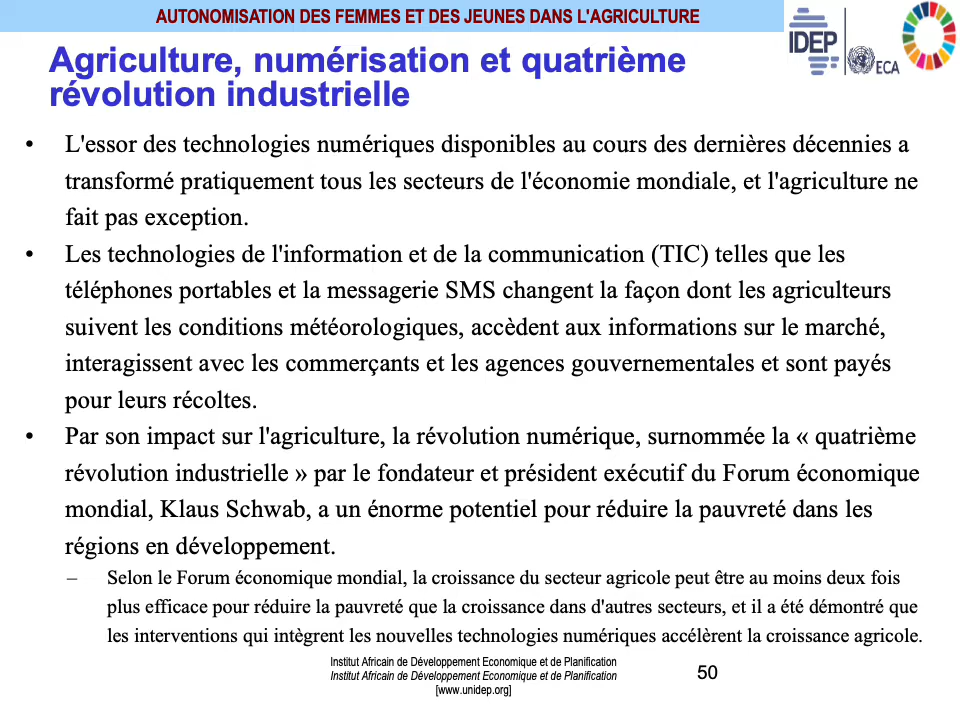 AUTONOMISATION DES FEMMES ET DES JEUNES DANS L'AGRICULTURE
IDEP
ECA
Agriculture, numérisation et quatrième
révolution industrielle
• L'essor des technologies numériques disponibles au cours des dernières décennies a
transformé pratiquement tous les secteurs de l'économie mondiale, et l'agriculture ne
fait pas exception.
• Les technologies de l'information et de la communication (TIC) telles que les
téléphones portables et la messagerie SMS changent la façon dont les agriculteurs
suivent les conditions météorologiques, accèdent aux informations sur le marché,
interagissent avec les commerçants et les agences gouvernementales et sont payés
pour leurs récoltes.
• Par son impact sur l'agriculture, la révolution numérique, surnommée la « quatrième
révolution industrielle » par le fondateur et président exécutif du Forum économique
mondial, Klaus Schwab, a un énorme potentiel pour réduire la pauvreté dans les
régions en développement.
– Selon le Forum économique mondial, la croissance du secteur agricole peut être au moins deux fois
plus efficace pour réduire la pauvreté que la croissance dans d'autres secteurs, et il a été démontré que
les interventions qui intègrent les nouvelles technologies numériques accélèrent la croissance agricole.
Institut Africain de Développement Economique et de Planification
Institut Africain de Développement Economique et de Planification
[www.unidep.org]
50